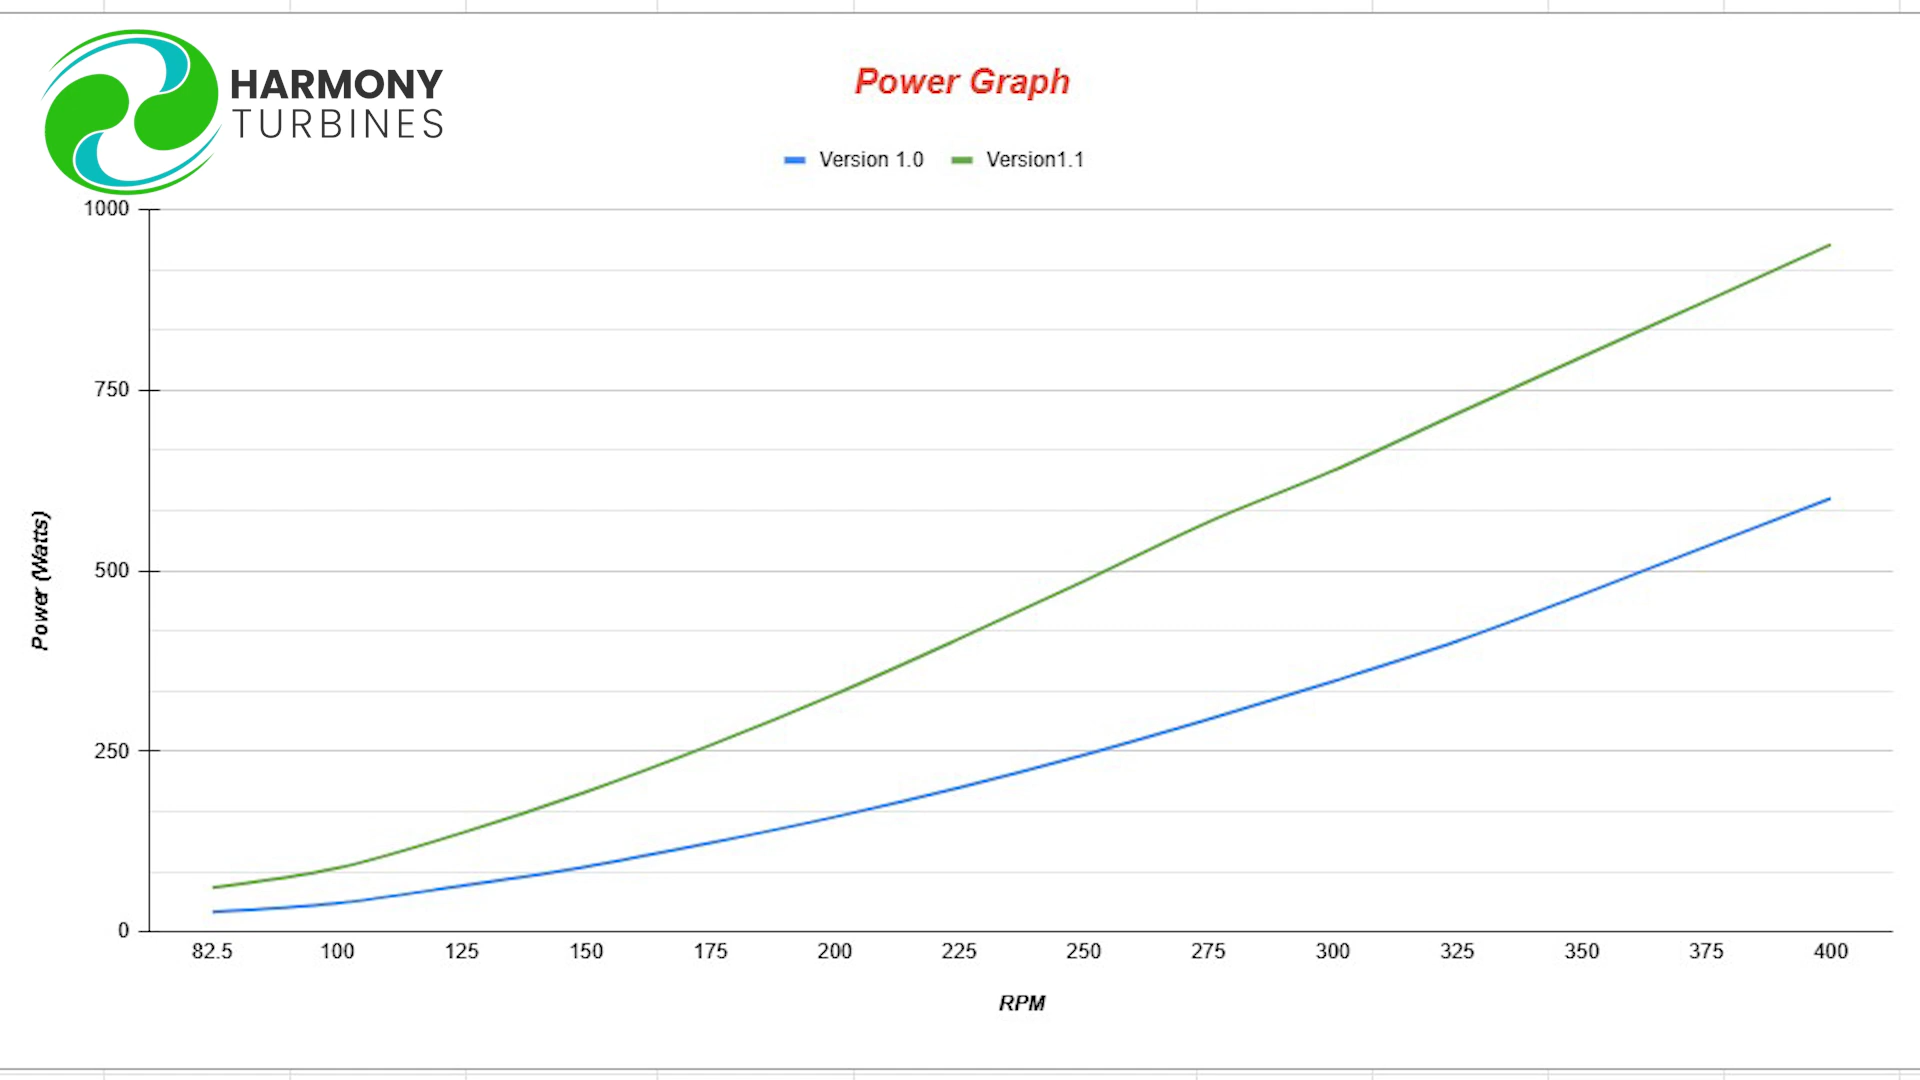 HARMONY
TURBINES
Power Graph
Version 1.0 Version1.1
1000
750
500
250
0
Power (Watts)
82.5 100 125 150 175 200 225 250 275 300 325 350 375 400
RPM